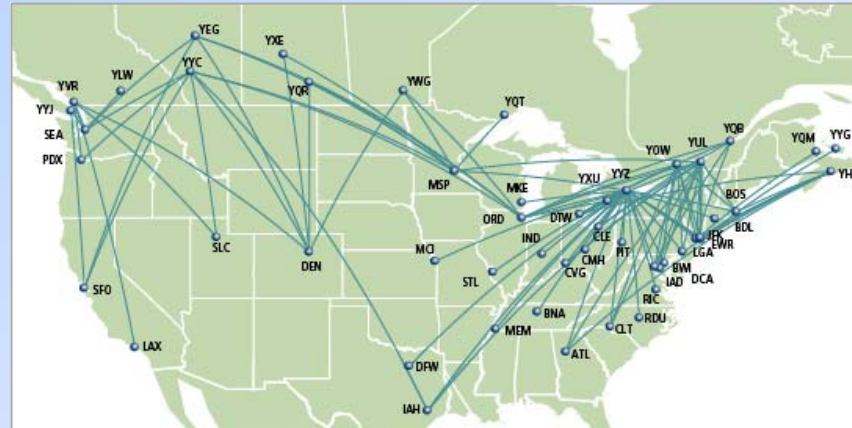 YEG
YXE
YYC
YVR
YLW
YQR
YWG
YYJ
YQT
SEA
YQB
YYG
YUL
YQM
YOW
PDX
YYZ
YXU
YH
MSP
MKE
BOS
ORD
DTW
BDL
JFK
EWR
SLC
IND
CLE
PIT
LGA
MCI
CMH
DEN
BWI
CVG
DCA
STL
IAD
SFO
RIC
BNA
RDU
MEM
CLT
LAX
ATL
DFW
IAH